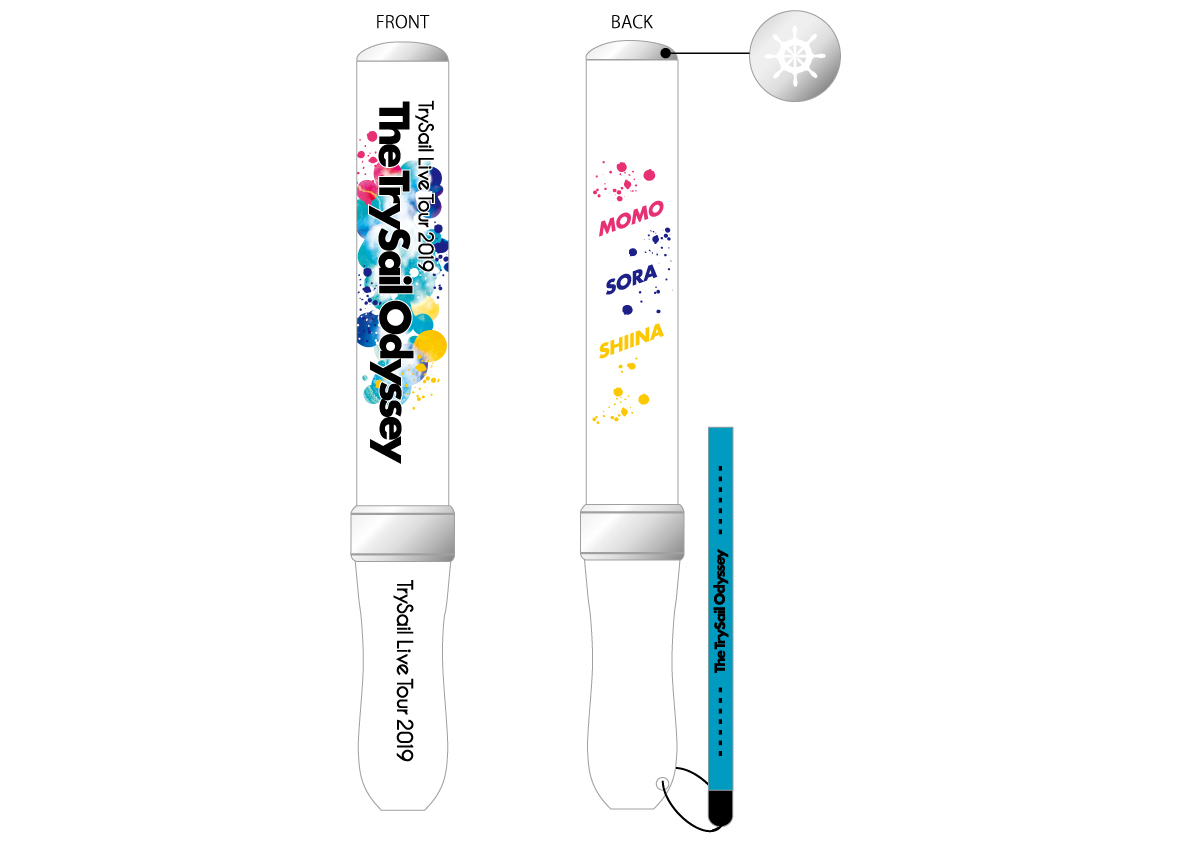 FRONT
TrySail Live Tour 2019
The TrySail Odyssey
TrySail Live Tour 2019
BACK
MOMO
SORA
SHIINA
The TrySail Odyssey